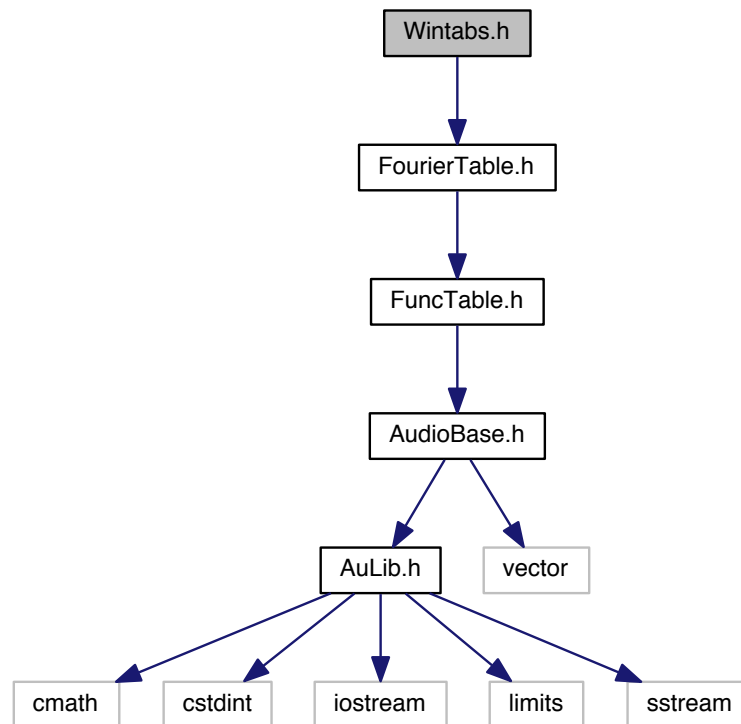 Wintabs.h
FourierTable.h
FuncTable.h
AudioBase.h
AuLib.h
vector
cmath
cstdint
iostream
limits
sstream